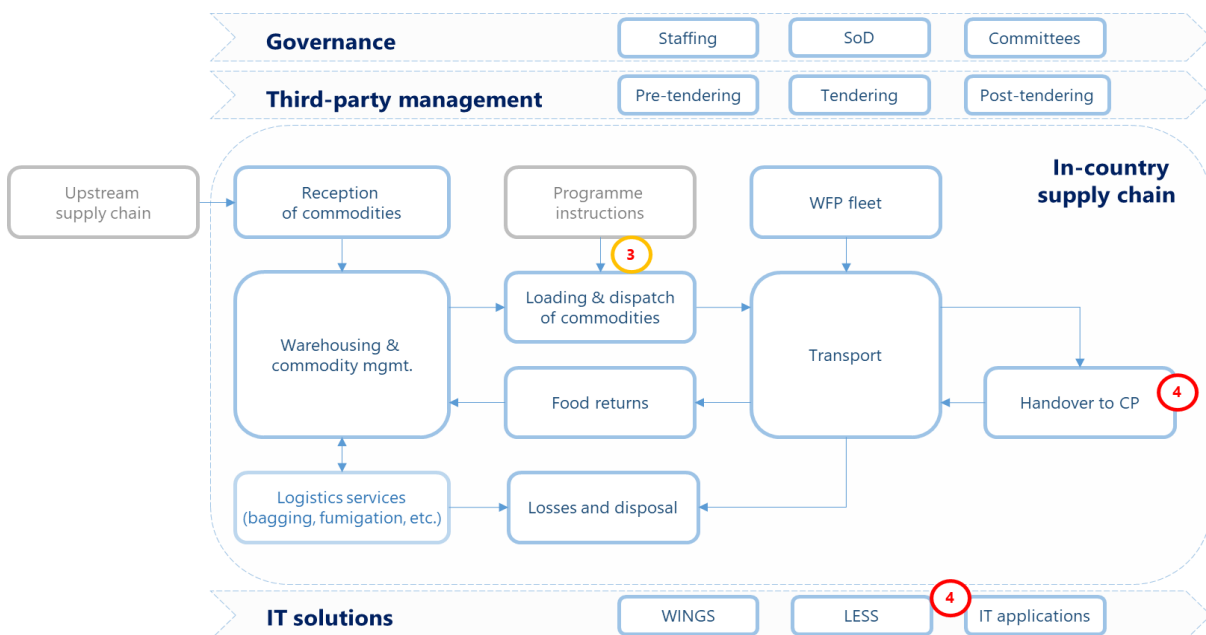 Governance
Staffing
SoD
Committees
Third-party management
Pre-tendering
Tendering
Post-tendering
In-country
supply chain
Upstream
supply chain
Reception
of commodities
Programme
instructions
WFP fleet
3
Loading & dispatch
of commodities
Warehousing &
commodity mgmt.
Transport
Food returns
Handover to CP
4
Logistics services
(bagging, fumigation, etc.)
Losses and disposal
IT solutions
WINGS
LESS
4
IT applications